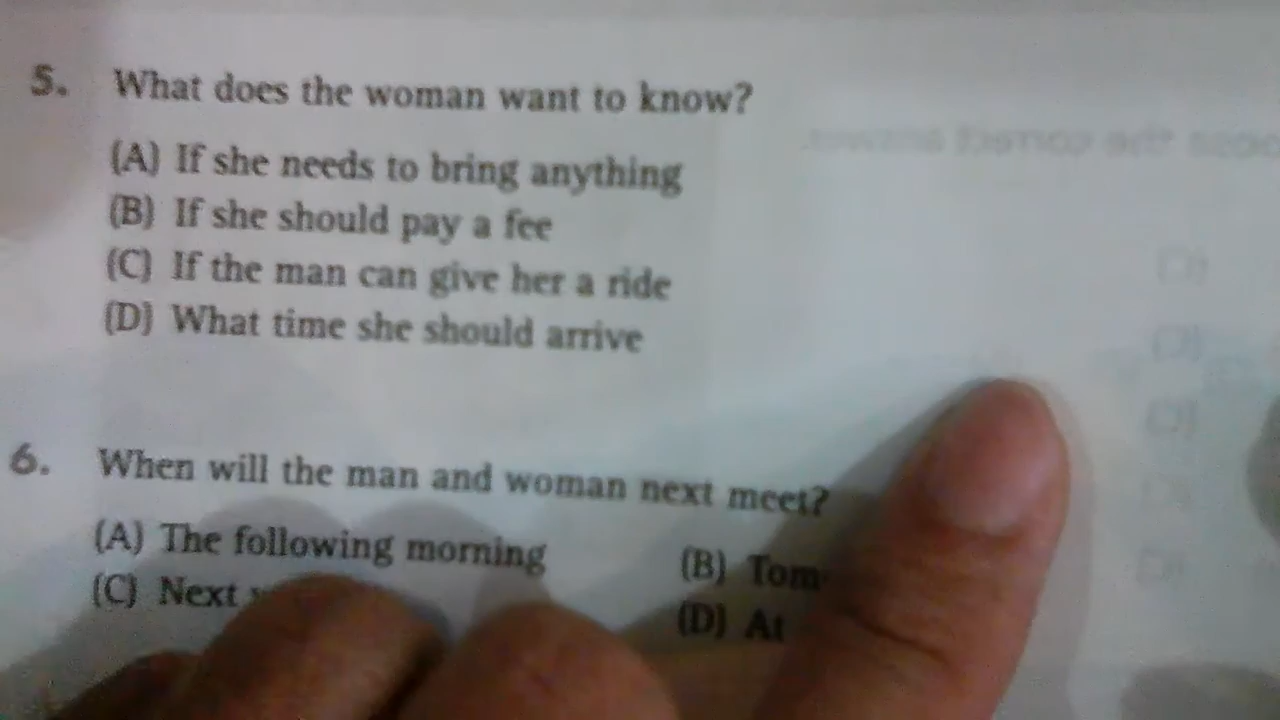 5. What does the woman want to know?
(A) If she needs to bring anything
(B) If she should pay a fee
(C) If the man can give her a ride
(D) What time she should arrive
6. When will the man and woman next meet?
(A) The following morning (B)
(C) Next (D) At